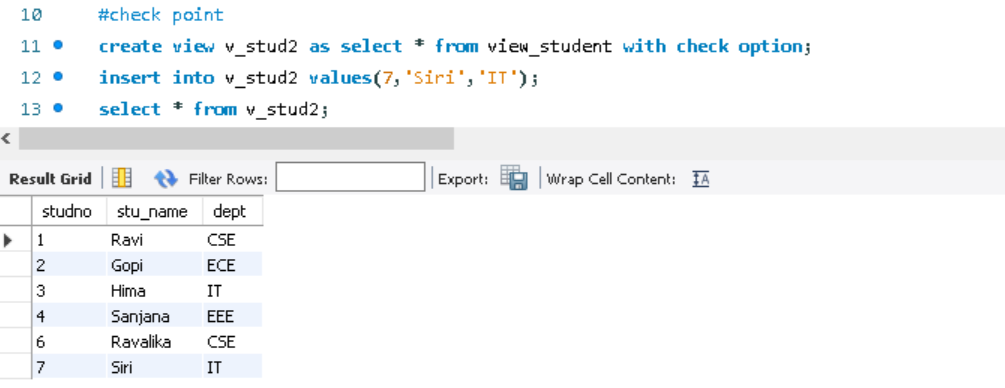 10 #check point
11 create view v_stud2 as select * from view_student with check option;
12 insert into v_stud2 values(7,'Siri','IT');
13 select * from v_stud2;
Result Grid Filter Rows: Export: Wrap Cell Content: IA
studno stu_name dept
1 Ravi CSE
2 Gopi ECE
3 Hima IT
4 Sanjana EEE
6 Ravalika CSE
7 Siri IT